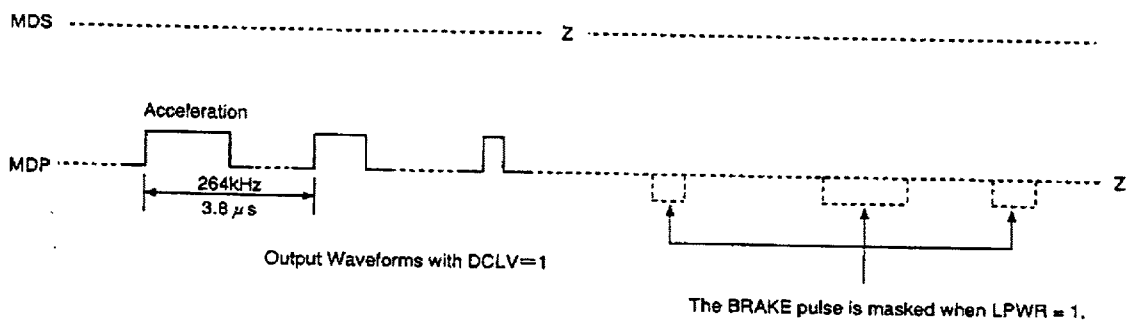 MDS
Z
Acceleration
MDP
264kHz
3.8 μs
Z
Output Waveforms with DCLV=1
The BRAKE pulse is masked when LPWR = 1.